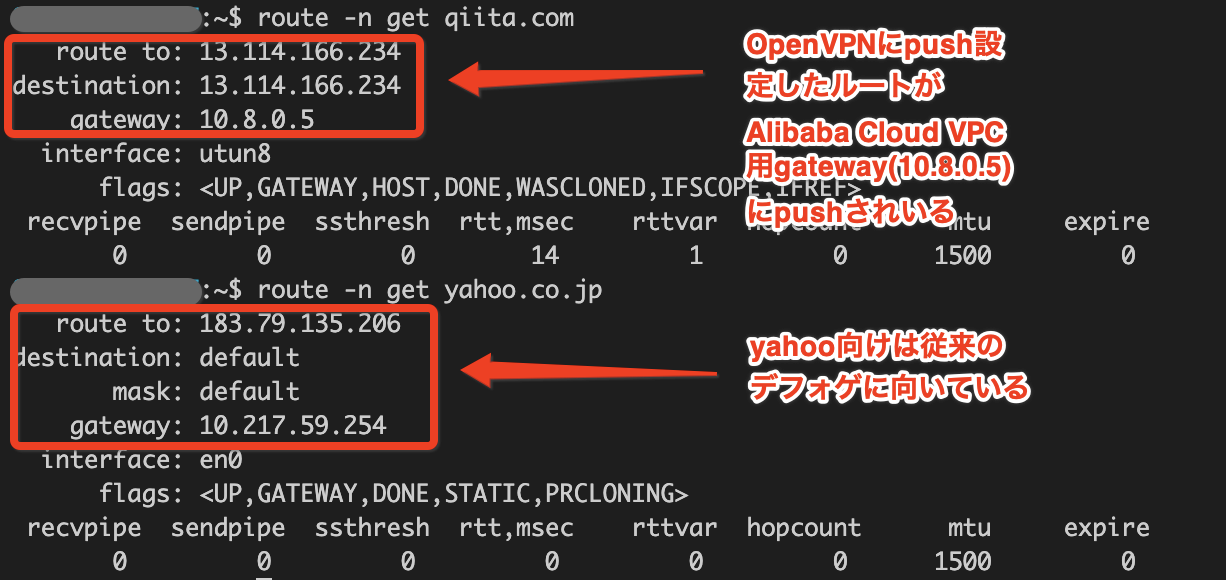 :~$ route -n get qiita.com
route to: 13.114.166.234
destination: 13.114.166.234
gateway: 10.8.0.5
interface: utun8
flags: <UP,GATEWAY,HOST,DONE,WASCLONED,IFSCOPE,IFREF>
recvpipe sendpipe ssthresh rtt,msec rttvar hopcount mtu expire
0 0 0 14 1 0 1500 0
OpenVPNにpush設
定したルートが
Alibaba Cloud VPC
用gateway(10.8.0.5)
にpushされいる
:~$ route -n get yahoo.co.jp
route to: 183.79.135.206
destination: default
mask: default
gateway: 10.217.59.254
interface: en0
flags: <UP,GATEWAY,DONE,STATIC,PRCLONING>
recvpipe sendpipe ssthresh rtt,msec rttvar hopcount mtu expire
0 0 0 0 0 0 1500 0
yahoo向けは従来の
デフォゲに向いている